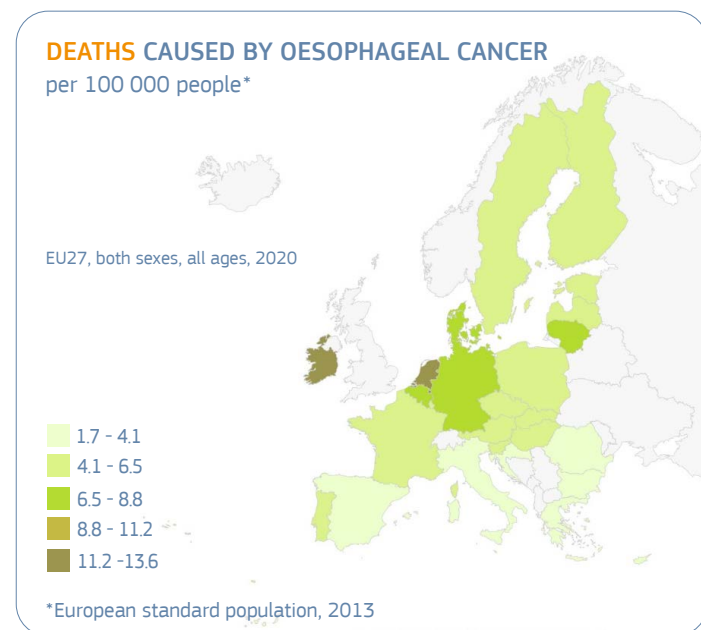 DEATHS CAUSED BY OESOPHAGEAL CANCER
per 100 000 people*
EU27, both sexes, all ages, 2020
1.7 - 4.1
4.1 - 6.5
6.5 - 8.8
8.8 - 11.2
11.2 -13.6
*European standard population, 2013